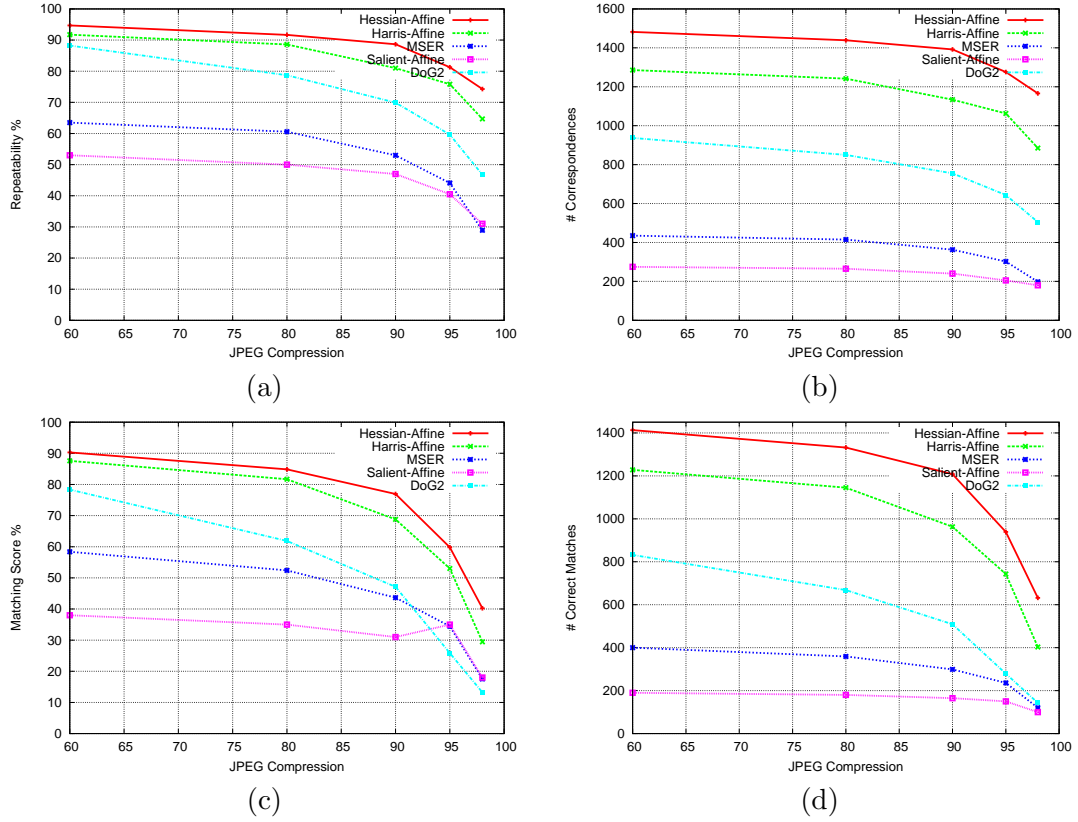 100
90
80
70
60
50
40
30
20
10
0
Repeatability %
60 65 70 75 80 85 90 95 100
JPEG Compression
Hessian-Affine
Harris-Affine
MSER
Salient-Affine
DoG2
(a)
1600
1400
1200
1000
800
600
400
200
0
# Correspondences
60 65 70 75 80 85 90 95 100
JPEG Compression
Hessian-Affine
Harris-Affine
MSER
Salient-Affine
DoG2
(b)
100
90
80
70
60
50
40
30
20
10
0
Matching Score %
60 65 70 75 80 85 90 95 100
JPEG Compression
Hessian-Affine
Harris-Affine
MSER
Salient-Affine
DoG2
(c)
1400
1200
1000
800
600
400
200
0
# Correct Matches
60 65 70 75 80 85 90 95 100
JPEG Compression
Hessian-Affine
Harris-Affine
MSER
Salient-Affine
DoG2
(d)